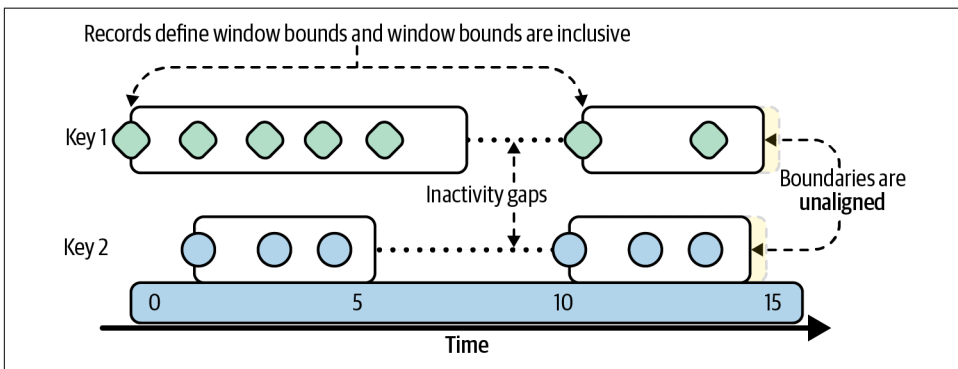 Records define window bounds and window bounds are inclusive
Key 1
Inactivity gaps
Boundaries are
unaligned
Key 2
0 5 10 15
Time